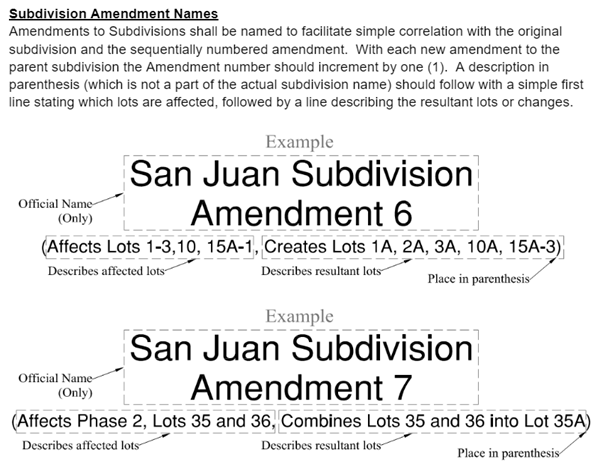 Subdivision Amendment Names
Amendments to Subdivisions shall be named to facilitate simple correlation with the original
subdivision and the sequentially numbered amendment.  With each new amendment to the
parent subdivision the Amendment number should increment by one (1).  A description in
parenthesis (which is not a part of the actual subdivision name) should follow with a simple first
line stating which lots are affected, followed by a line describing the resultant lots or changes.
Example
San Juan Subdivision
Amendment 6
Official Name
(Only)
(Affects Lots 1-3,10, 15A-1, Creates Lots 1A, 2A, 3A, 10A, 15A-3)
Describes affected lots
Describes resultant lots
Place in parenthesis
Example
San Juan Subdivision
Amendment 7
Official Name
(Only)
(Affects Phase 2, Lots 35 and 36, Combines Lots 35 and 36 into Lot 35A)
Describes affected lots
Describes resultant lots
Place in parenthesis